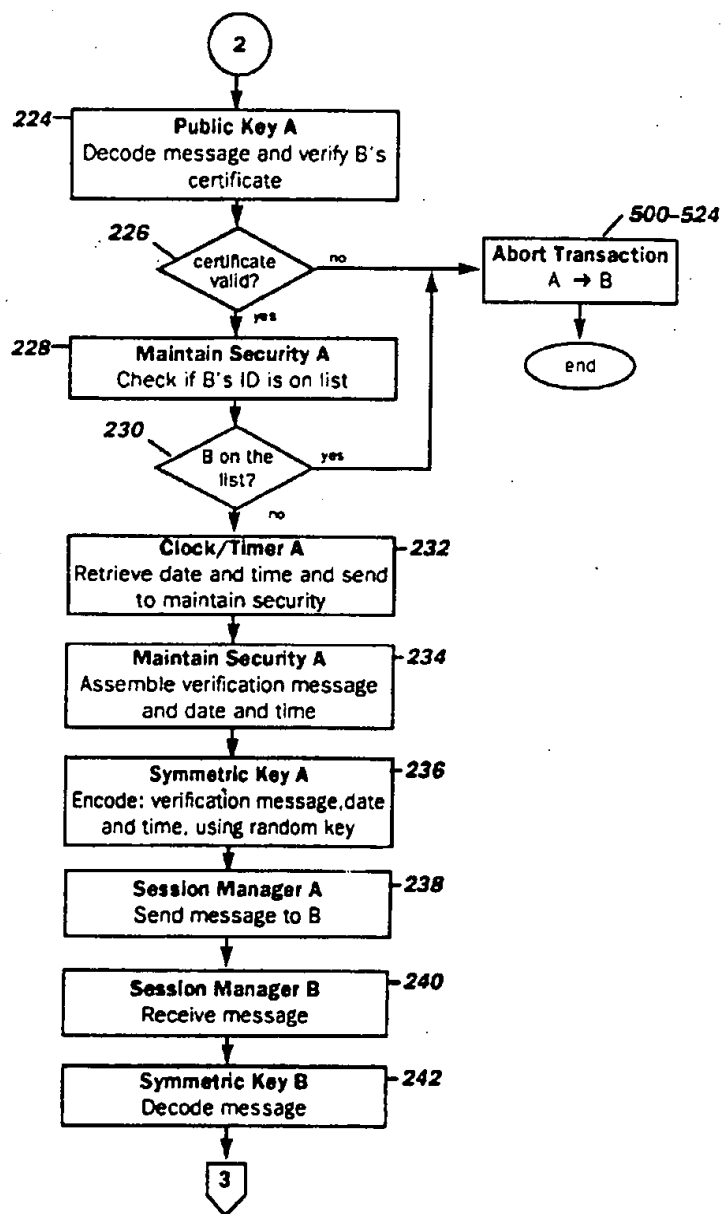 2
224
Public Key A
Decode message and verify B's
certificate
500-524
226
certificate
valid?
no
Abort Transaction
A → B
yes
end
228
Maintain Security A
Check if B's ID is on list
230
B on the
list?
yes
no
Clock/Timer A
232
Retrieve date and time and send
to maintain security
Maintain Security A
234
Assemble verification message
and date and time
Symmetric Key A
236
Encode: verification message,date
and time, using random key
Session Manager A
238
Send message to B
Session Manager B
240
Receive message
Symmetric Key B
242
Decode message
3